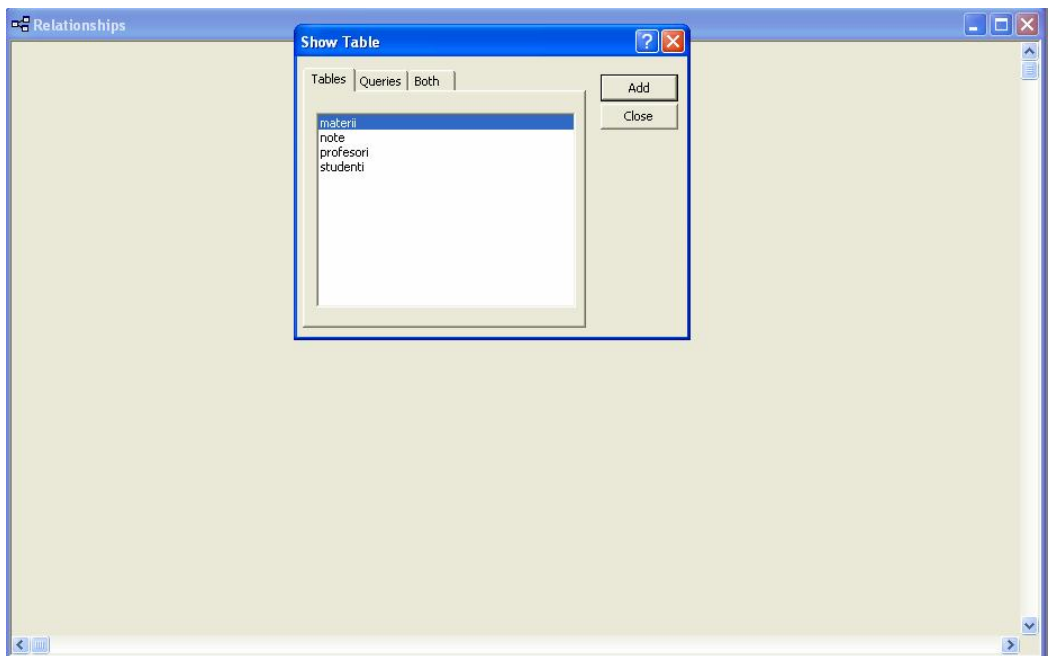 Relationships
Show Table
Tables Queries Both
Add
Close
materii
note
profesori
studenti